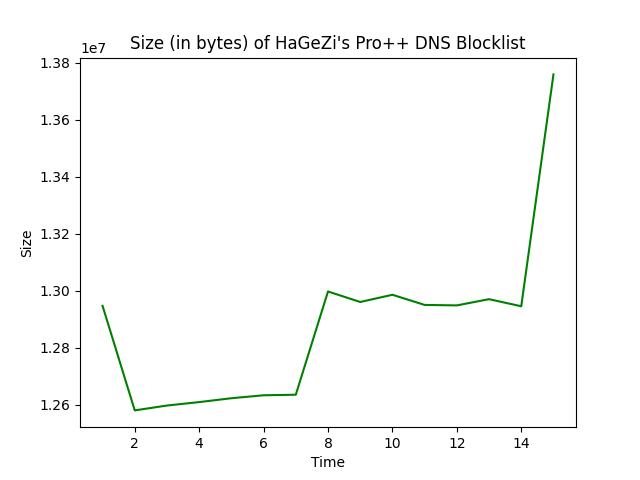 Size (in bytes) of HaGeZi's Pro++ DNS Blocklist
1e7
1.38
1.36
1.34
1.32
1.30
1.28
1.26
Size
2 4 6 8 10 12 14
Time